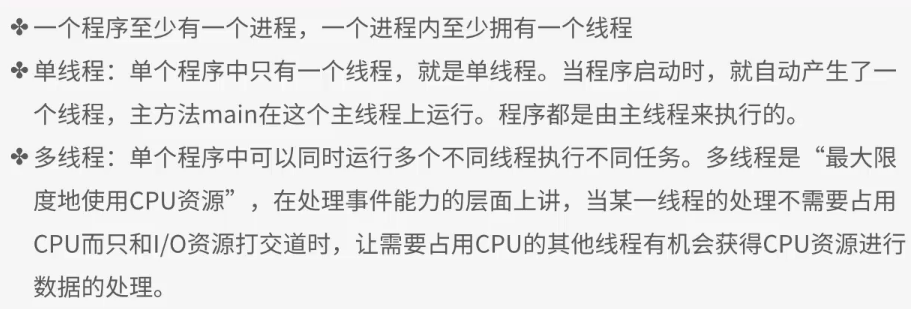 ✤ 一个程序至少有一个进程，一个进程内至少拥有一个线程
✤ 单线程：单个程序中只有一个线程，就是单线程。当程序启动时，就自动产生了一
个线程，主方法main在这个主线程上运行。程序都是由主线程来执行的。
✤ 多线程：单个程序中可以同时运行多个不同线程执行不同任务。多线程是“最大限
度地使用CPU资源”，在处理事件能力的层面上讲，当某一线程的处理不需要占用
CPU而只和I/O资源打交道时，让需要占用CPU的其他线程有机会获得CPU资源进行
数据的处理。